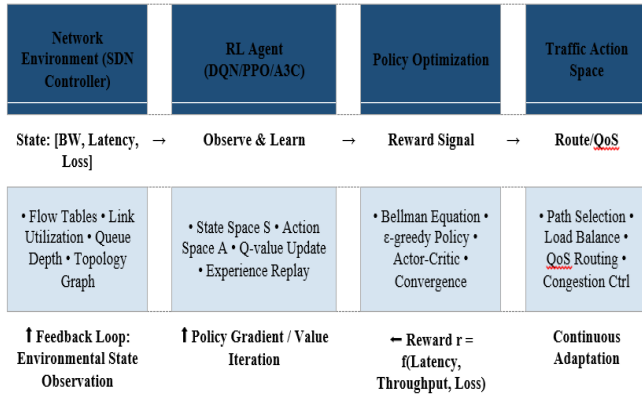 Network
Environment (SDN
Controller)
RL Agent
(DQN/PPO/A3C)
Policy Optimization
Traffic Action
Space
State: [BW, Latency,
Loss]
→
Observe & Learn
→
Reward Signal
→
Route/QoS
• Flow Tables • Link
Utilization • Queue
Depth • Topology
Graph
• State Space S • Action
Space A • Q-value Update
• Experience Replay
• Bellman Equation •
ε-greedy Policy •
Actor-Critic •
Convergence
• Path Selection •
Load Balance •
QoS Routing •
Congestion Ctrl
⬆ Feedback Loop:
Environmental State
Observation
⬆ Policy Gradient / Value
Iteration
⬅ Reward r =
f(Latency,
Throughput, Loss)
Continuous
Adaptation